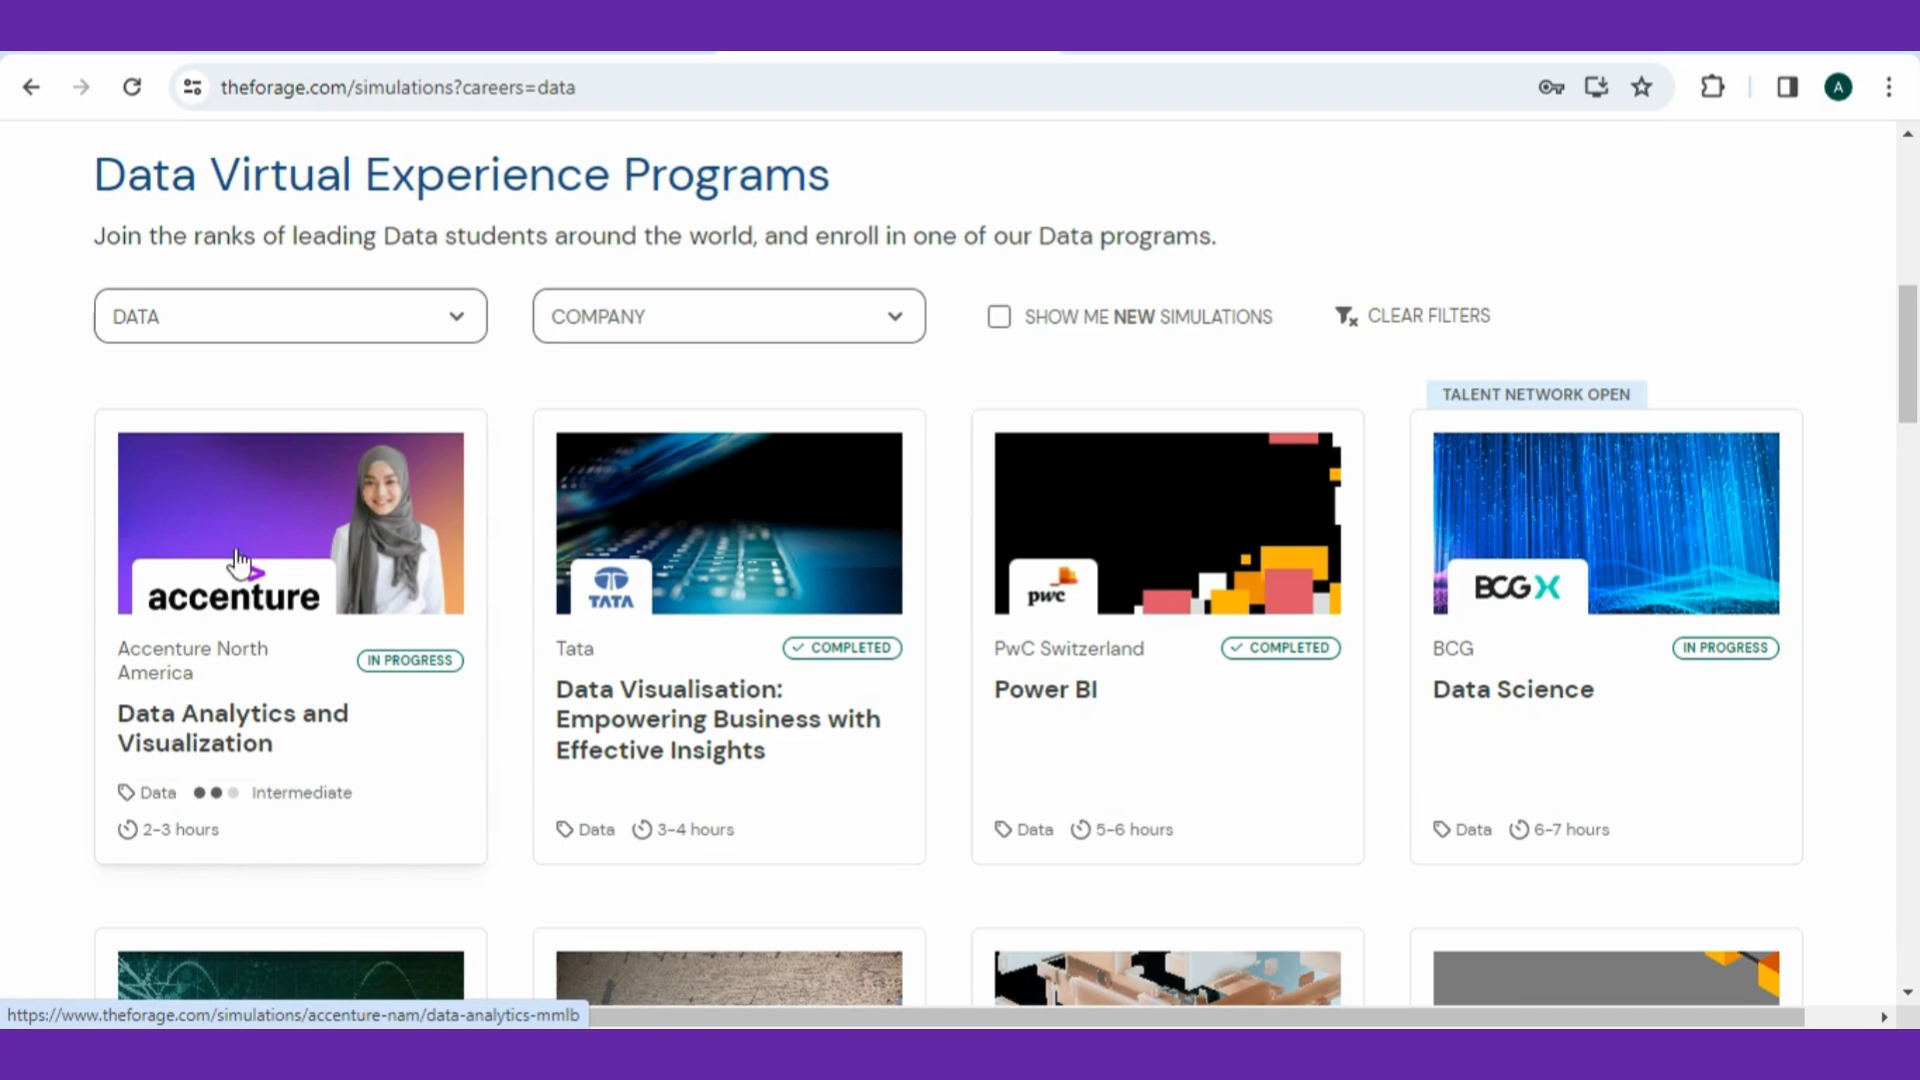 theforage.com/simulations?careers=data
A
Data Virtual Experience Programs
Join the ranks of leading Data students around the world, and enroll in one of our Data programs.
DATA
COMPANY
SHOW ME NEW SIMULATIONS
CLEAR FILTERS
TALENT NETWORK OPEN
accenture
TATA
pwc
BCG X
Accenture North
America
IN PROGRESS
Data Analytics and
Visualization
Data
Intermediate
2-3 hours
Tata
COMPLETED
Data Visualisation:
Empowering Business with
Effective Insights
Data
3-4 hours
PwC Switzerland
COMPLETED
Power BI
Data
5-6 hours
BCG
IN PROGRESS
Data Science
Data
6-7 hours
https://www.theforage.com/simulations/accenture-nam/data-analytics-mmlb